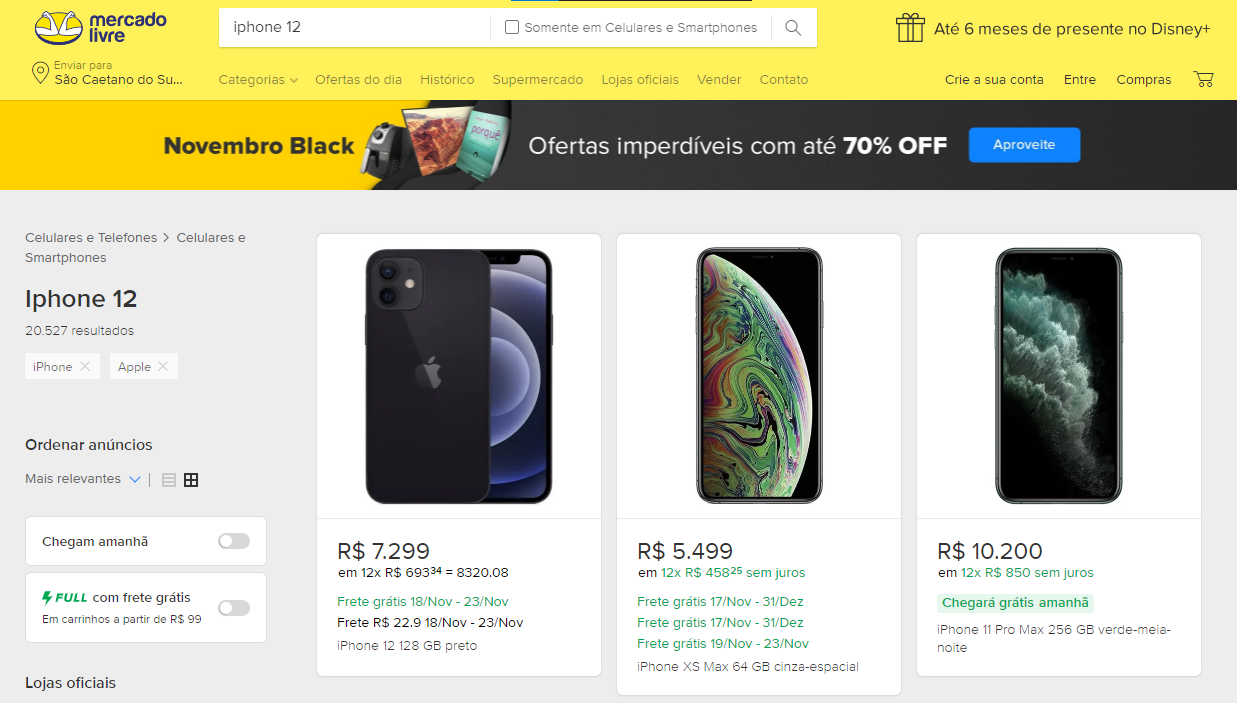 mercado
livre
iphone 12
Somente em Celulares e Smartphones
Até 6 meses de presente no Disney+
Enviar para
São Caetano do Su...
Categorias
Ofertas do dia
Histórico
Supermercado
Lojas oficiais
Vender
Contato
Crie a sua conta
Entre
Compras
Novembro Black
porquê
Ofertas imperdíveis com até 70% OFF
Aproveite
Celulares e Telefones > Celulares e
Smartphones
Iphone 12
20.527 resultados
iPhone
Apple
Ordenar anúncios
Mais relevantes
Chegam amanhã
FULL com frete grátis
Em carrinhos a partir de R$ 99
Lojas oficiais
R$ 7.299
em 12x R$ 693³⁴ = 8320.08
Frete grátis 18/Nov - 23/Nov
Frete R$ 22.9 18/Nov - 23/Nov
iPhone 12 128 GB preto
R$ 5.499
em 12x R$ 458²⁵ sem juros
Frete grátis 17/Nov - 31/Dez
Frete grátis 17/Nov - 31/Dez
Frete grátis 19/Nov - 23/Nov
iPhone XS Max 64 GB cinza-espacial
R$ 10.200
em 12x R$ 850 sem juros
Chegará grátis amanhã
iPhone 11 Pro Max 256 GB verde-meia-
noite